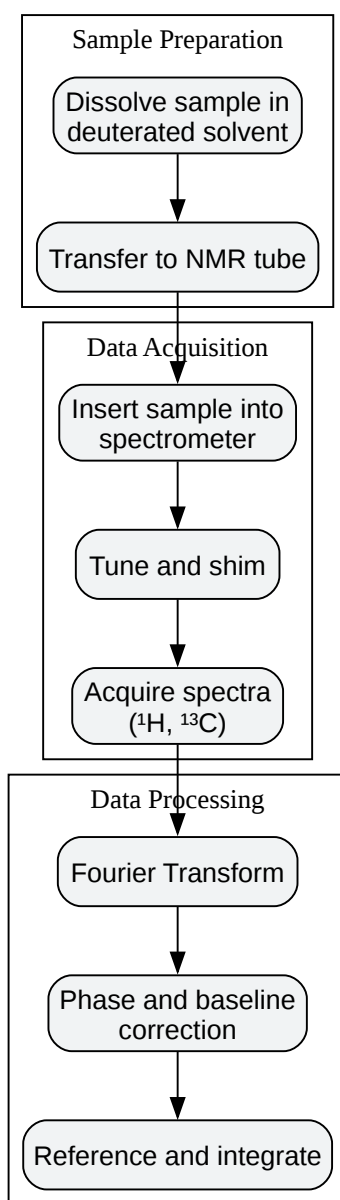 Sample Preparation
Dissolve sample in
deuterated solvent
Transfer to NMR tube
Data Acquisition
Insert sample into
spectrometer
Tune and shim
Acquire spectra
(¹H, ¹³C)
Data Processing
Fourier Transform
Phase and baseline
correction
Reference and integrate